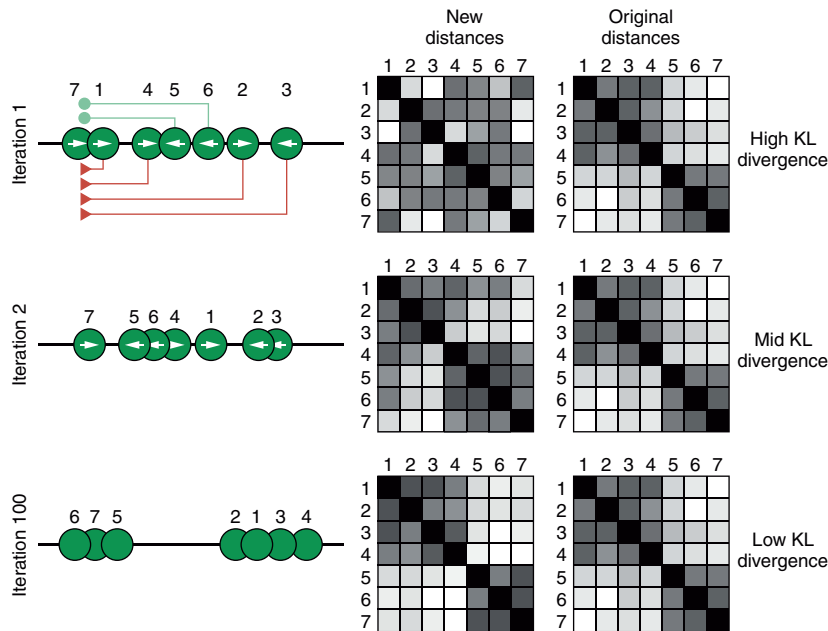 New
distances
Original
distances
Iteration 1
7 1 4 5 6 2 3
1 2 3 4 5 6 7
1
2
3
4
5
6
7
1 2 3 4 5 6 7
1
2
3
4
5
6
7
High KL
divergence
Iteration 2
7 5 6 4 1 2 3
1 2 3 4 5 6 7
1
2
3
4
5
6
7
1 2 3 4 5 6 7
1
2
3
4
5
6
7
Mid KL
divergence
Iteration 100
6 7 5 2 1 3 4
1 2 3 4 5 6 7
1
2
3
4
5
6
7
1 2 3 4 5 6 7
1
2
3
4
5
6
7
Low KL
divergence